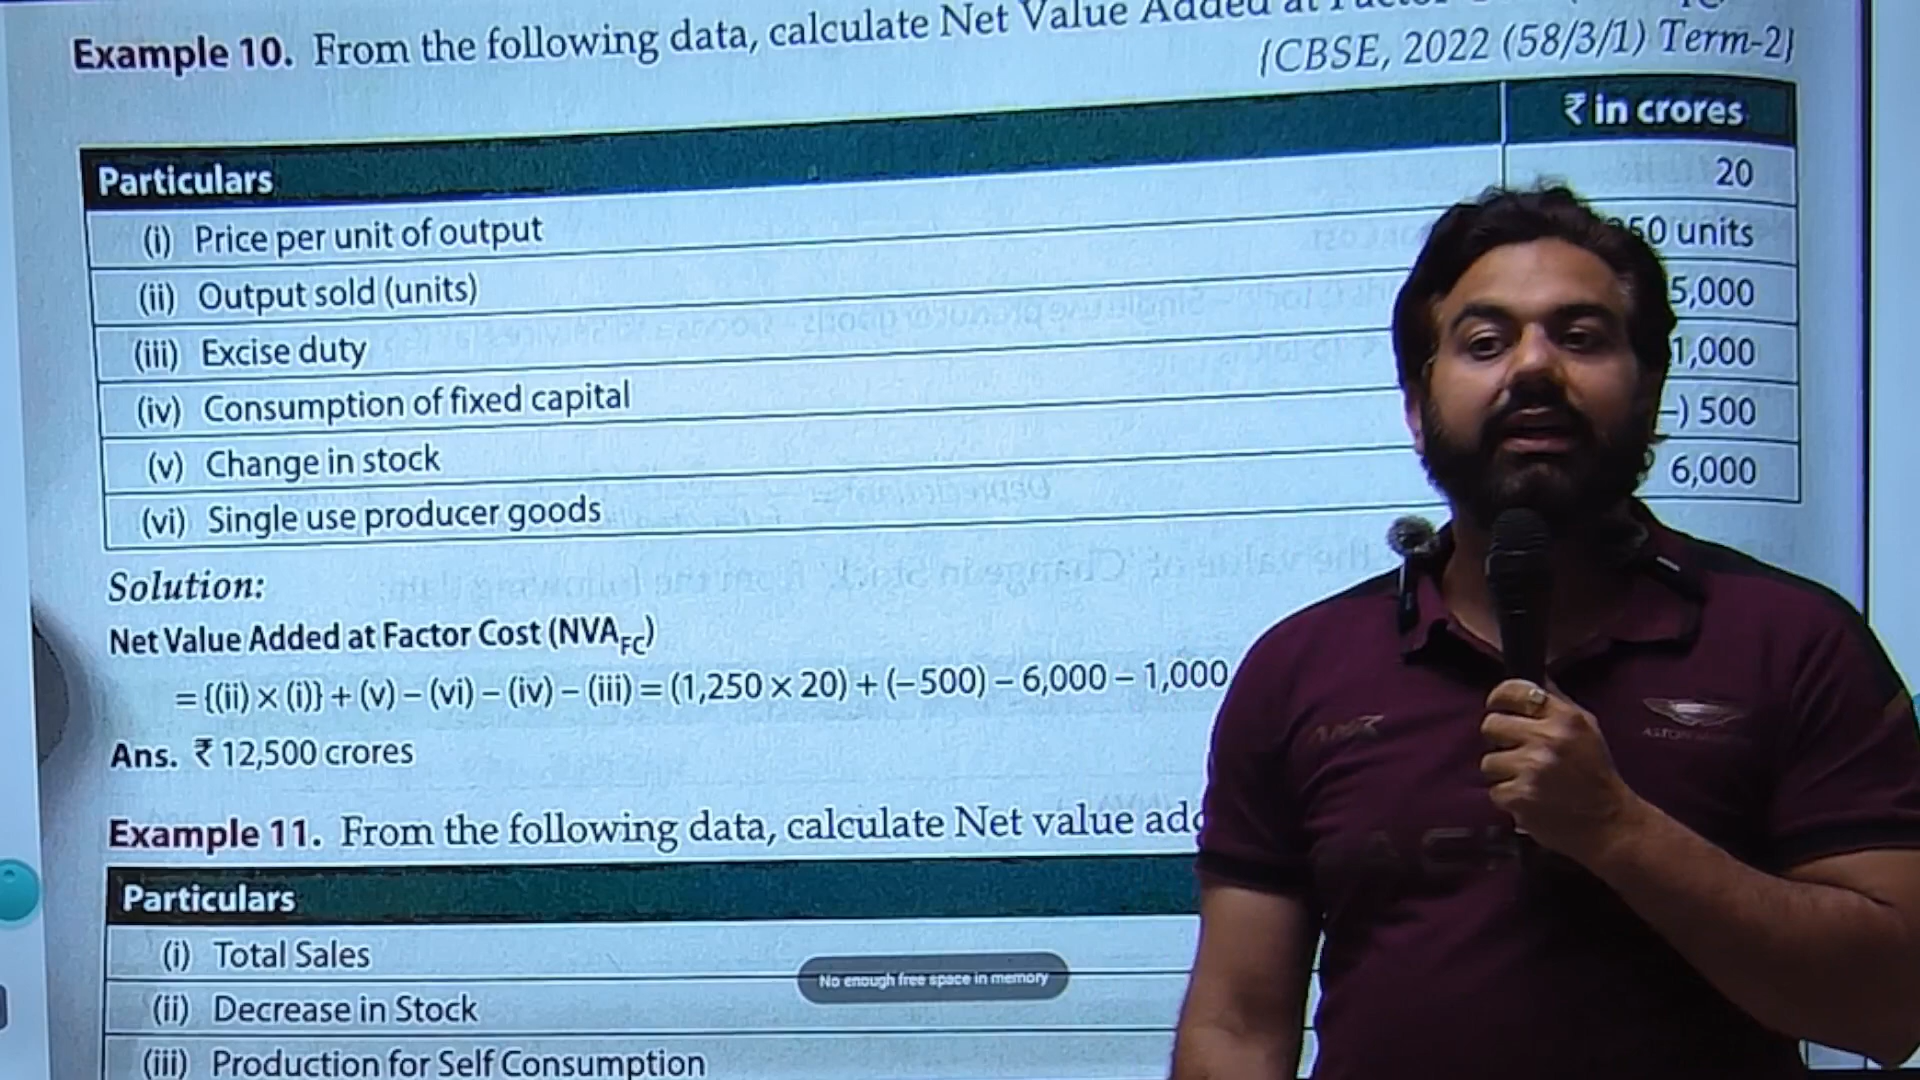 Example 10. From the following data, calculate Net Value Added at Factor
{CBSE, 2022 (58/3/1) Term-2}
Particulars ₹ in crores
(i) Price per unit of output 20
(ii) Output sold (units) 50 units
(iii) Excise duty 5,000
(iv) Consumption of fixed capital 1,000
(v) Change in stock –) 500
(vi) Single use producer goods 6,000
Solution:
Net Value Added at Factor Cost (NVAFC)
= {(ii) × (i)} + (v) – (vi) – (iv) – (iii) = (1,250 × 20) + (–500) – 6,000 – 1,000
Ans. ₹ 12,500 crores
Example 11. From the following data, calculate Net value
Particulars
(i) Total Sales
No enough free space in memory
(ii) Decrease in Stock
(iii) Production for Self Consumption